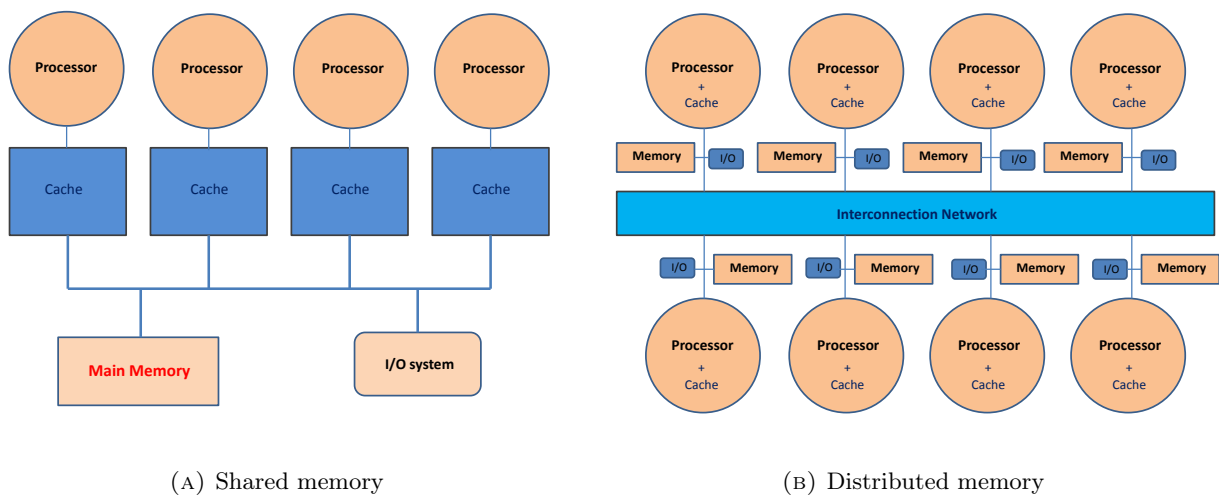 Processor
Processor
Processor
Processor
Cache
Cache
Cache
Cache
Main Memory
I/O system
(A) Shared memory
Processor
+
Cache
Processor
+
Cache
Processor
+
Cache
Processor
+
Cache
Memory
I/O
Memory
I/O
Memory
I/O
Memory
I/O
Interconnection Network
I/O
Memory
I/O
Memory
I/O
Memory
I/O
Memory
Processor
+
Cache
Processor
+
Cache
Processor
+
Cache
Processor
+
Cache
(B) Distributed memory